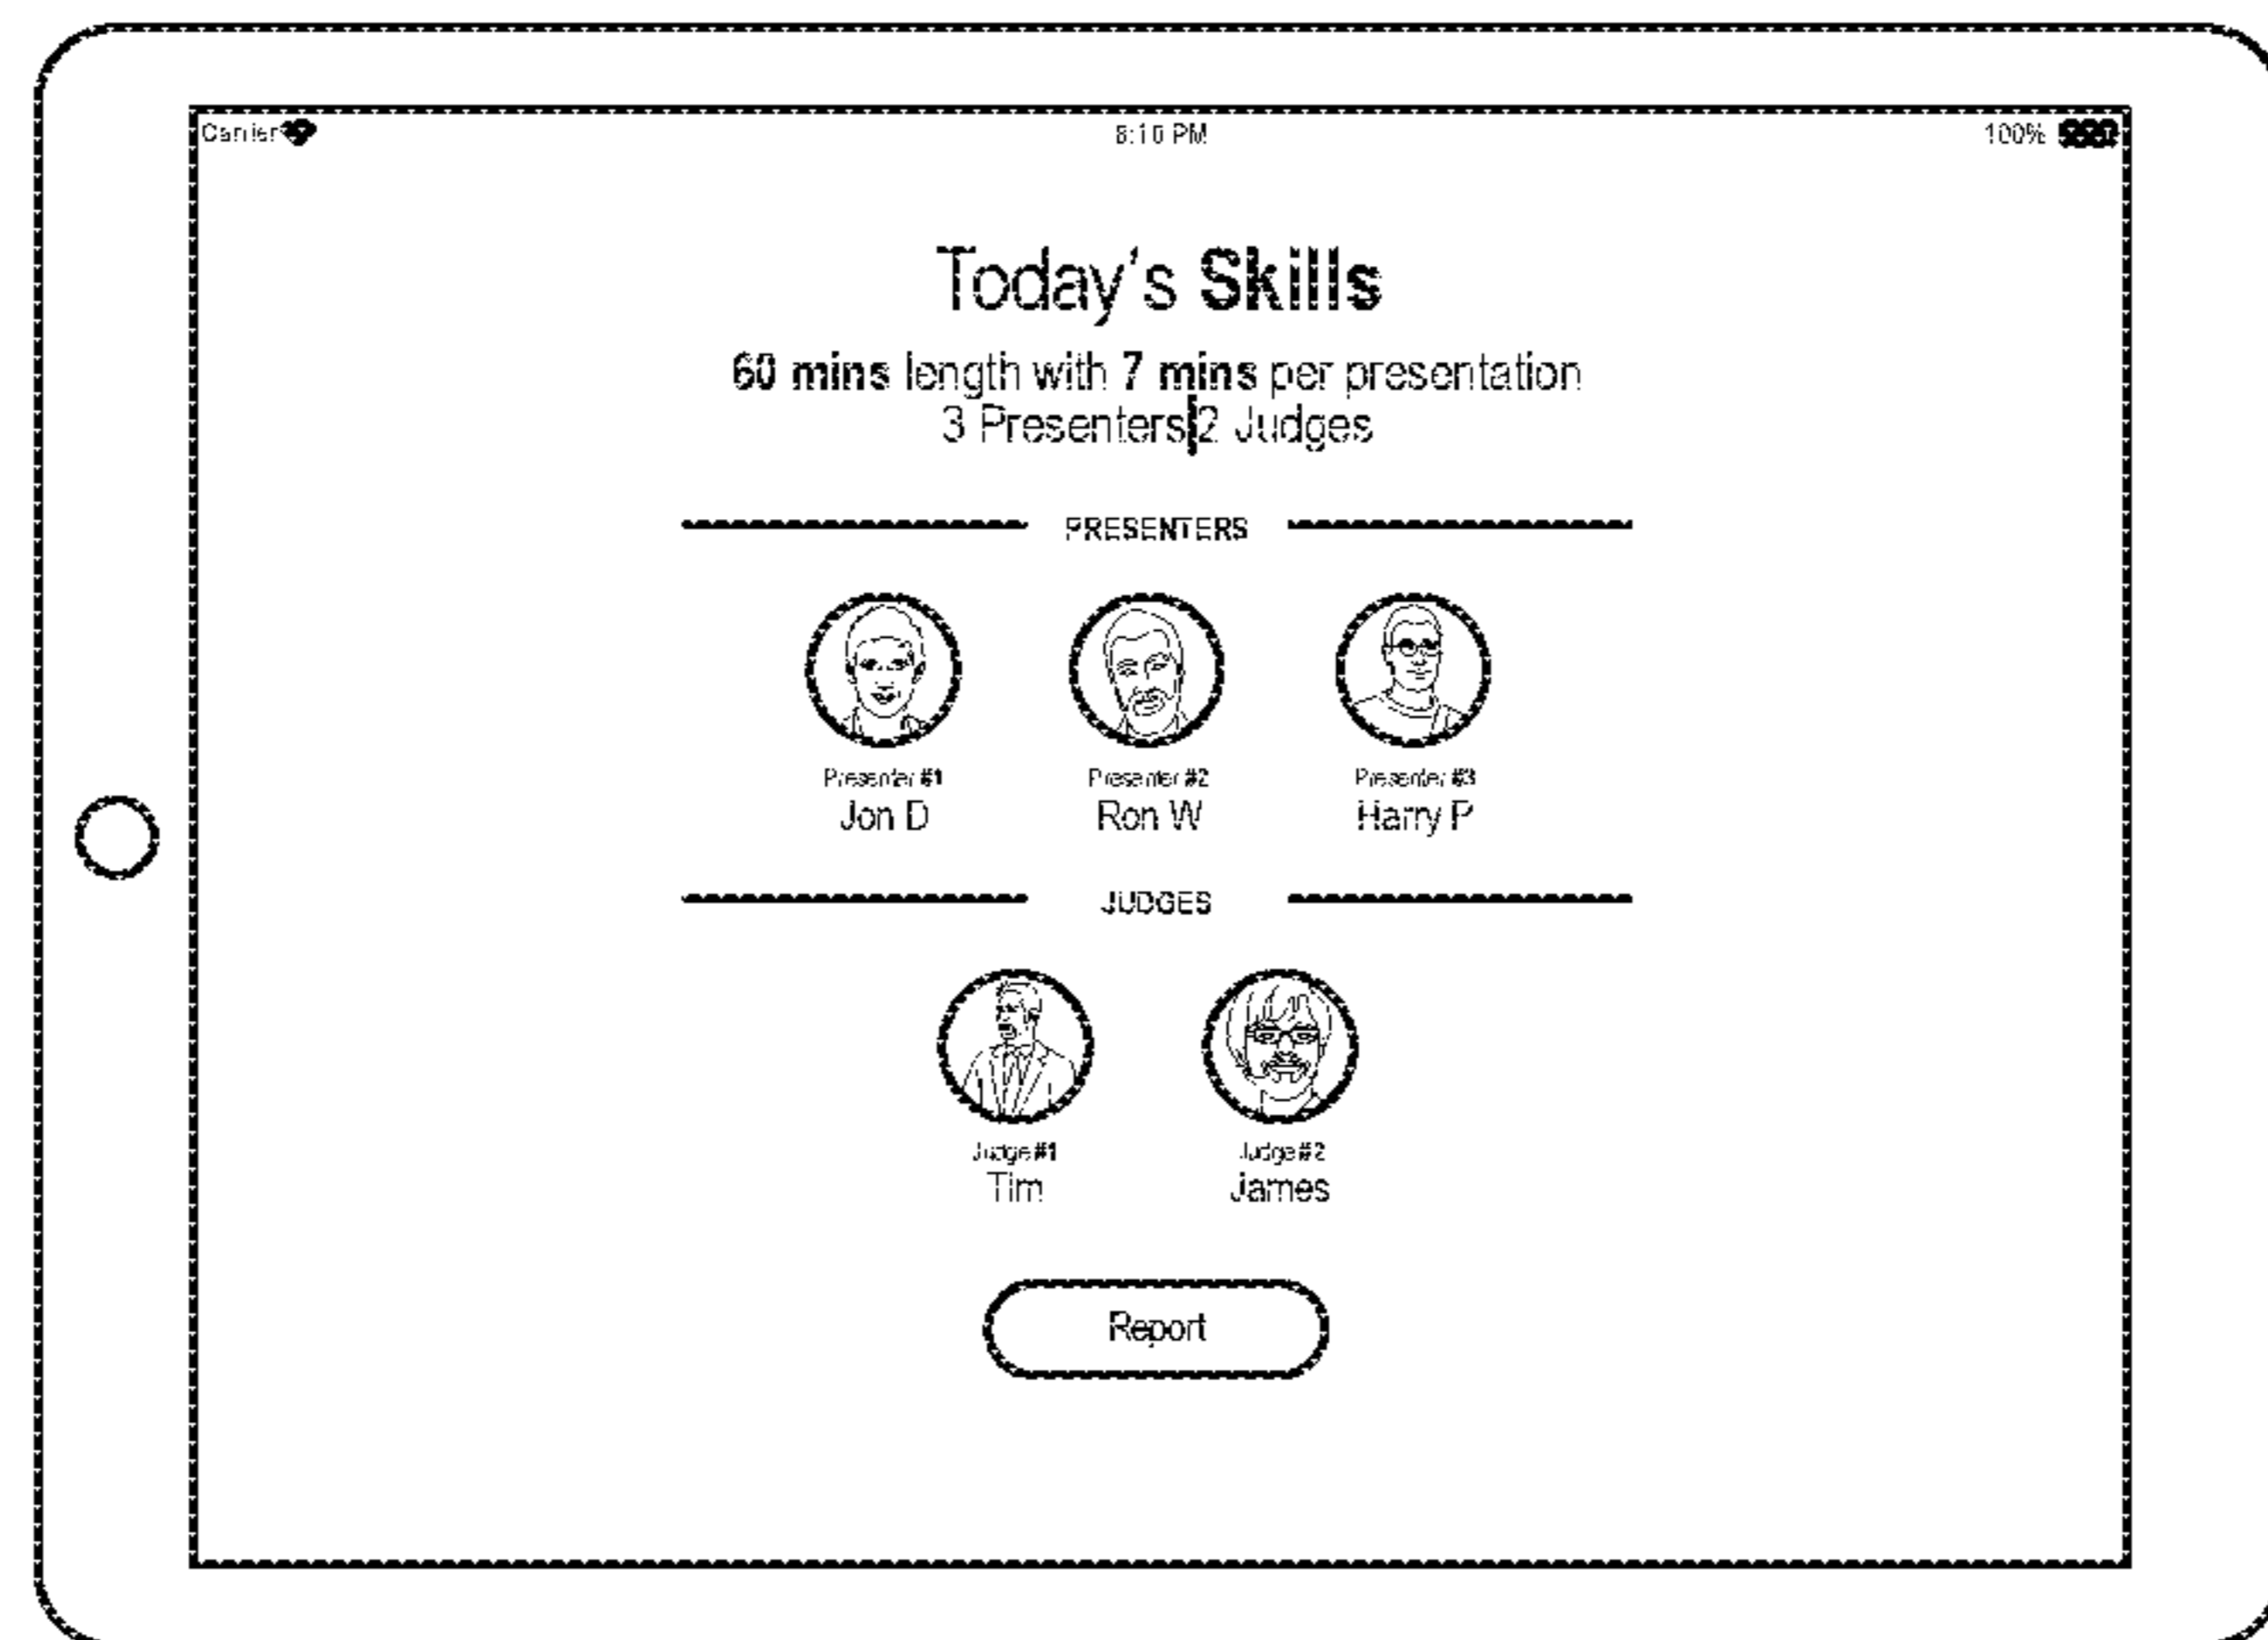 Carrier 8:10 PM 100%
Today's Skills
60 mins length with 7 mins per presentation
3 Presenters|2 Judges
PRESENTERS
Presenter #1 Presenter #2 Presenter #3
Jon D Ron W Harry P
JUDGES
Judge #1 Judge #2
Tim James
Report